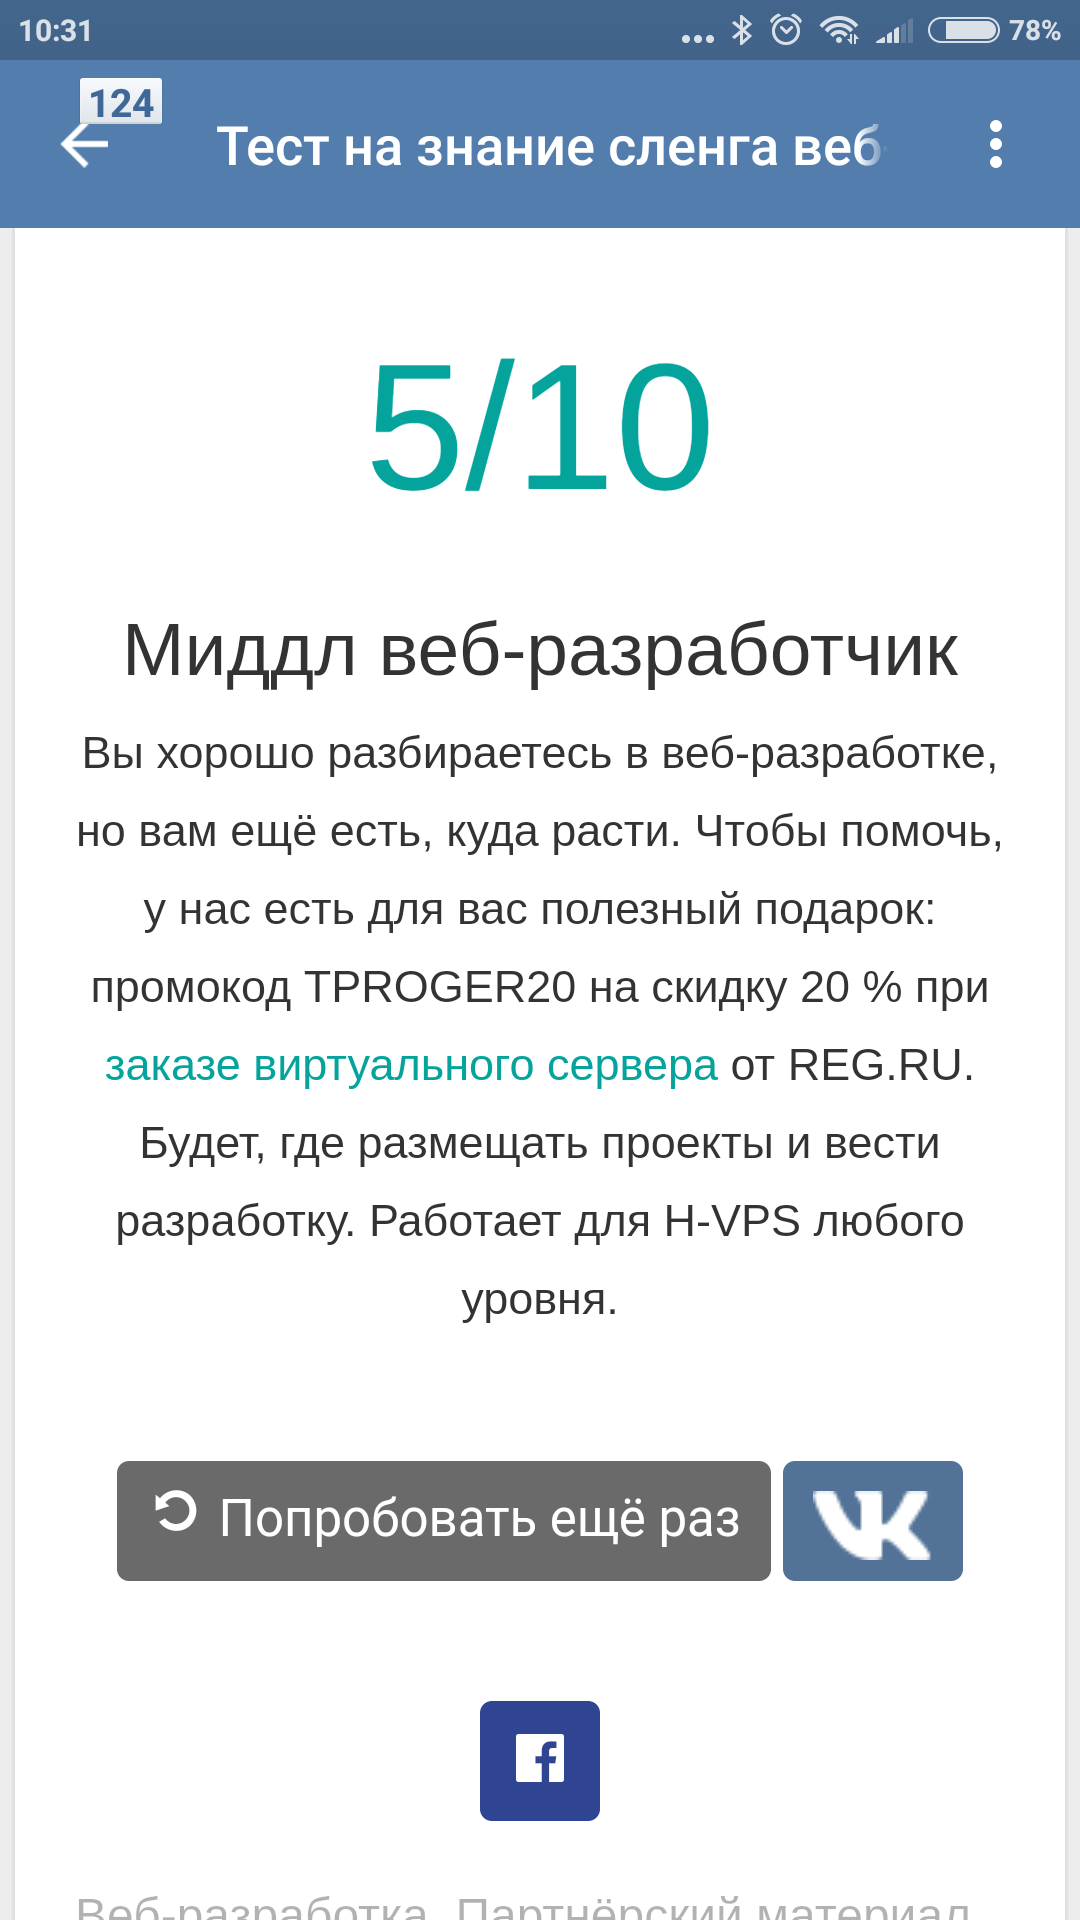 10:31
78%
124
Тест на знание сленга веб-
5/10
Миддл веб-разработчик
Вы хорошо разбираетесь в веб-разработке,
но вам ещё есть, куда расти. Чтобы помочь,
у нас есть для вас полезный подарок:
промокод TPROGER20 на скидку 20 % при
заказе виртуального сервера от REG.RU.
Будет, где размещать проекты и вести
разработку. Работает для H-VPS любого
уровня.
Попробовать ещё раз
Веб-разработка, Партнёрский материал